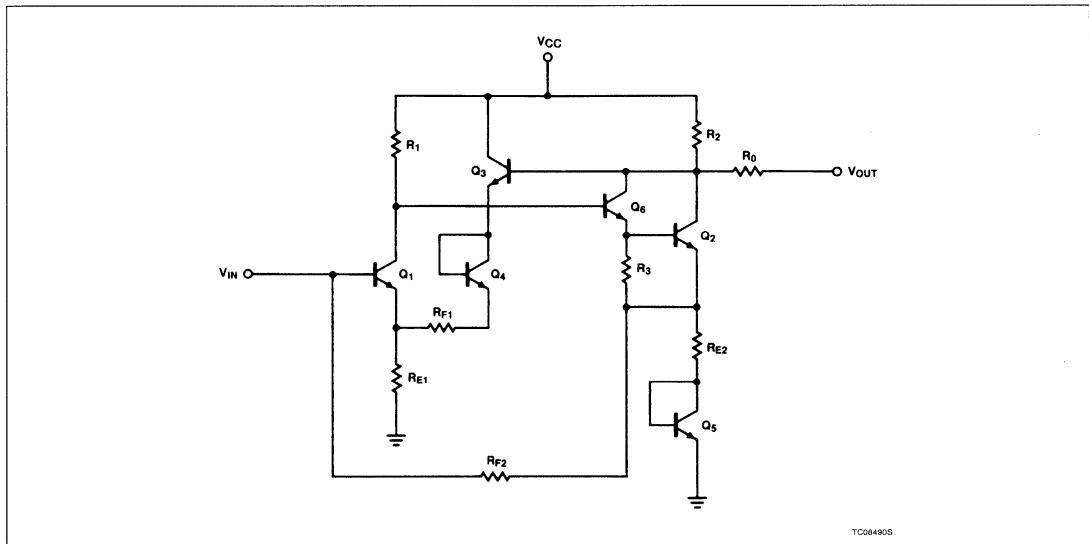 VCC
R1
R2
R0
VOUT
Q3
Q6
Q2
VIN
Q1
Q4
R3
RF1
RE2
RE1
Q5
RF2
TC08490S